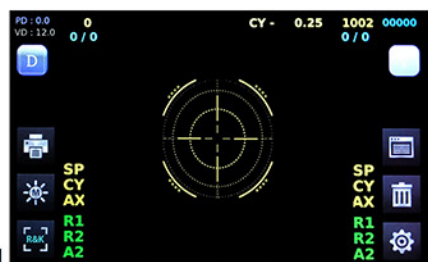 PD : 0.0 0 CY - 0.25 1002 00000
VD : 12.0 0 / 0 0 / 0
D
SP SP
CY CY
M AX AX
R1 R1
R&K R2 R2
A2 A2